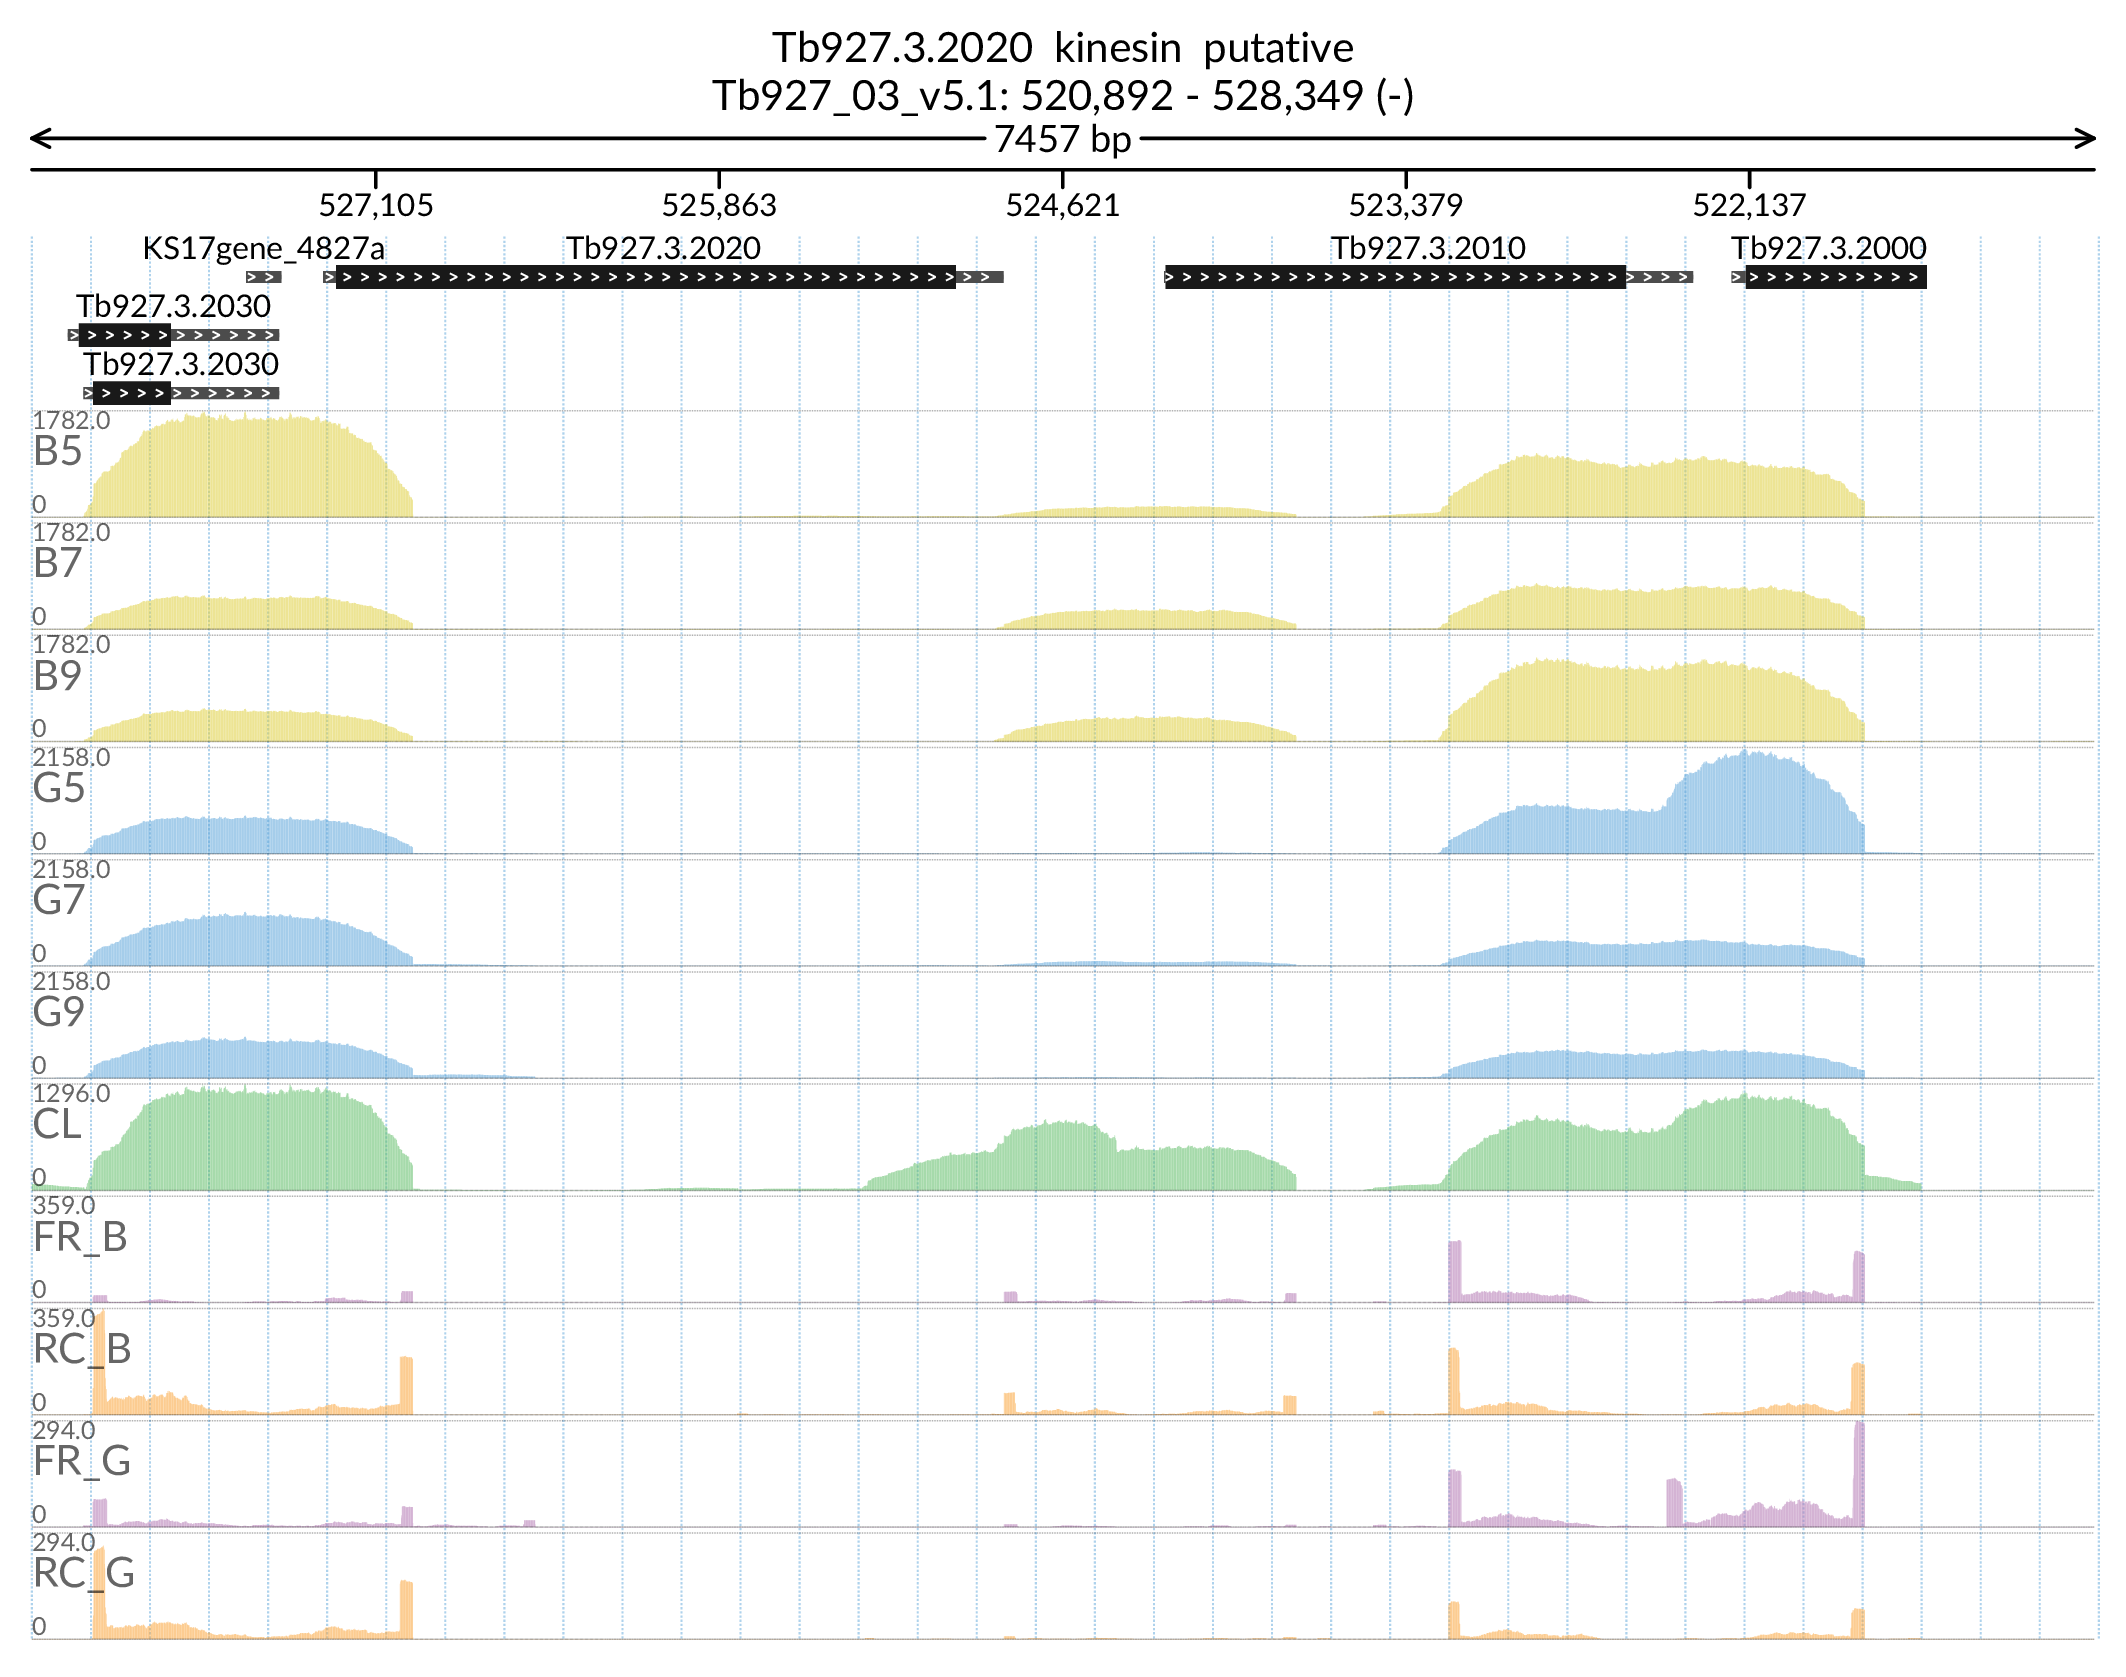 Tb927.3.2020 kinesin putative
Tb927_03_v5.1: 520,892 - 528,349 (-)
7457 bp
527,105 525,863 524,621 523,379 522,137
KS17gene_4827a Tb927.3.2020 Tb927.3.2010 Tb927.3.2000
Tb927.3.2030
Tb927.3.2030
1782.0
B5
0
1782.0
B7
0
1782.0
B9
0
2158.0
G5
0
2158.0
G7
0
2158.0
G9
0
1296.0
CL
0
359.0
FR_B
0
359.0
RC_B
0
294.0
FR_G
0
294.0
RC_G
0